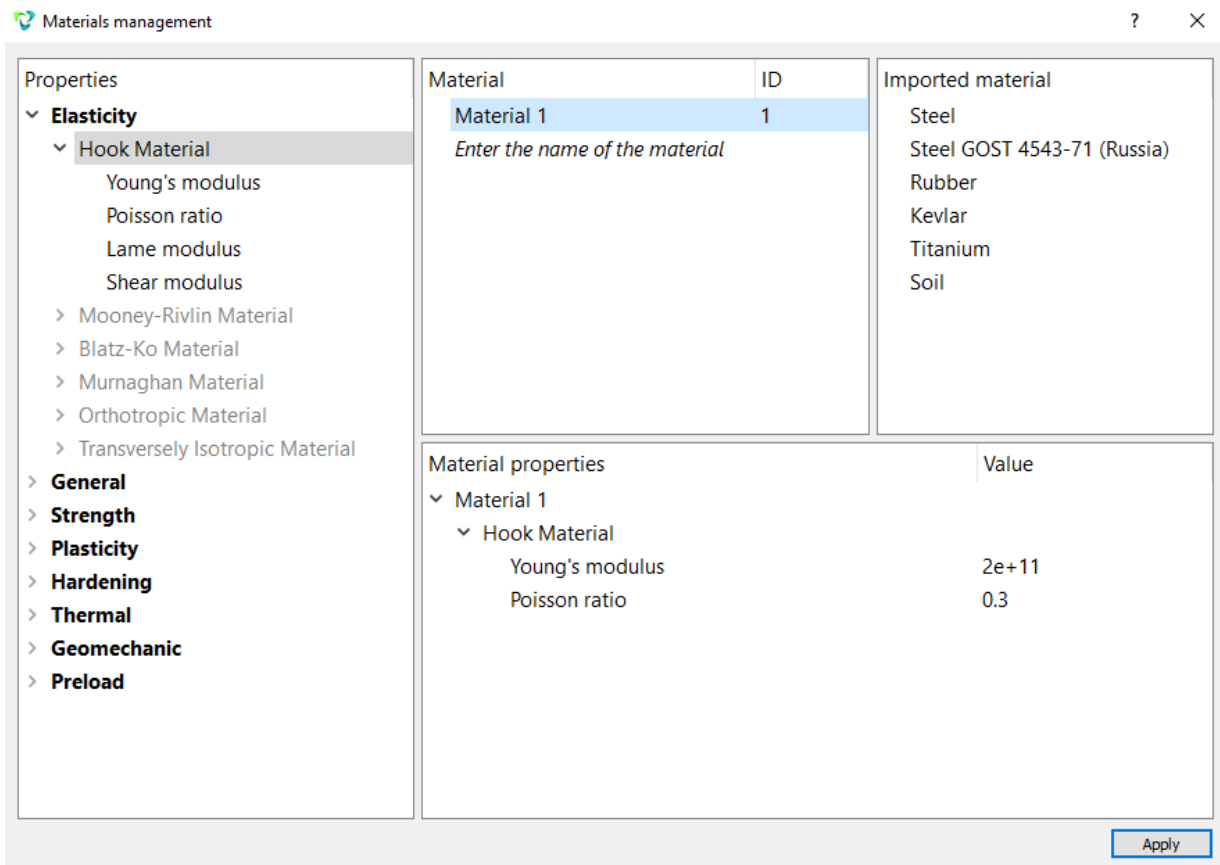 Materials management
?
Properties
Elasticity
Hook Material
Young's modulus
Poisson ratio
Lame modulus
Shear modulus
Mooney-Rivlin Material
Blatz-Ko Material
Murnaghan Material
Orthotropic Material
Transversely Isotropic Material
General
Strength
Plasticity
Hardening
Thermal
Geomechanic
Preload
Material ID
Material 1 1
Enter the name of the material
Imported material
Steel
Steel GOST 4543-71 (Russia)
Rubber
Kevlar
Titanium
Soil
Material properties Value
Material 1
Hook Material
Young's modulus 2e+11
Poisson ratio 0.3
Apply